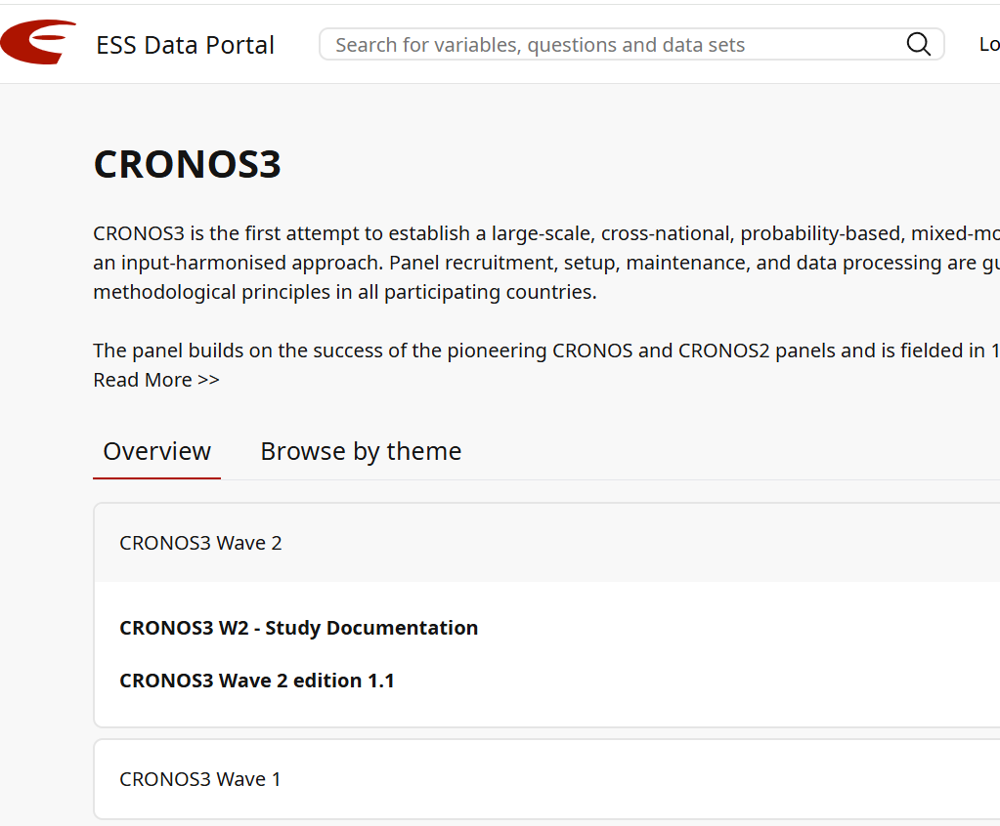 ESS Data Portal
Search for variables, questions and data sets
Lo
CRONOS3
CRONOS3 is the first attempt to establish a large-scale, cross-national, probability-based, mixed-mo
an input-harmonised approach. Panel recruitment, setup, maintenance, and data processing are gu
methodological principles in all participating countries.
The panel builds on the success of the pioneering CRONOS and CRONOS2 panels and is fielded in 1
Read More >>
Overview
Browse by theme
CRONOS3 Wave 2
CRONOS3 W2 - Study Documentation
CRONOS3 Wave 2 edition 1.1
CRONOS3 Wave 1